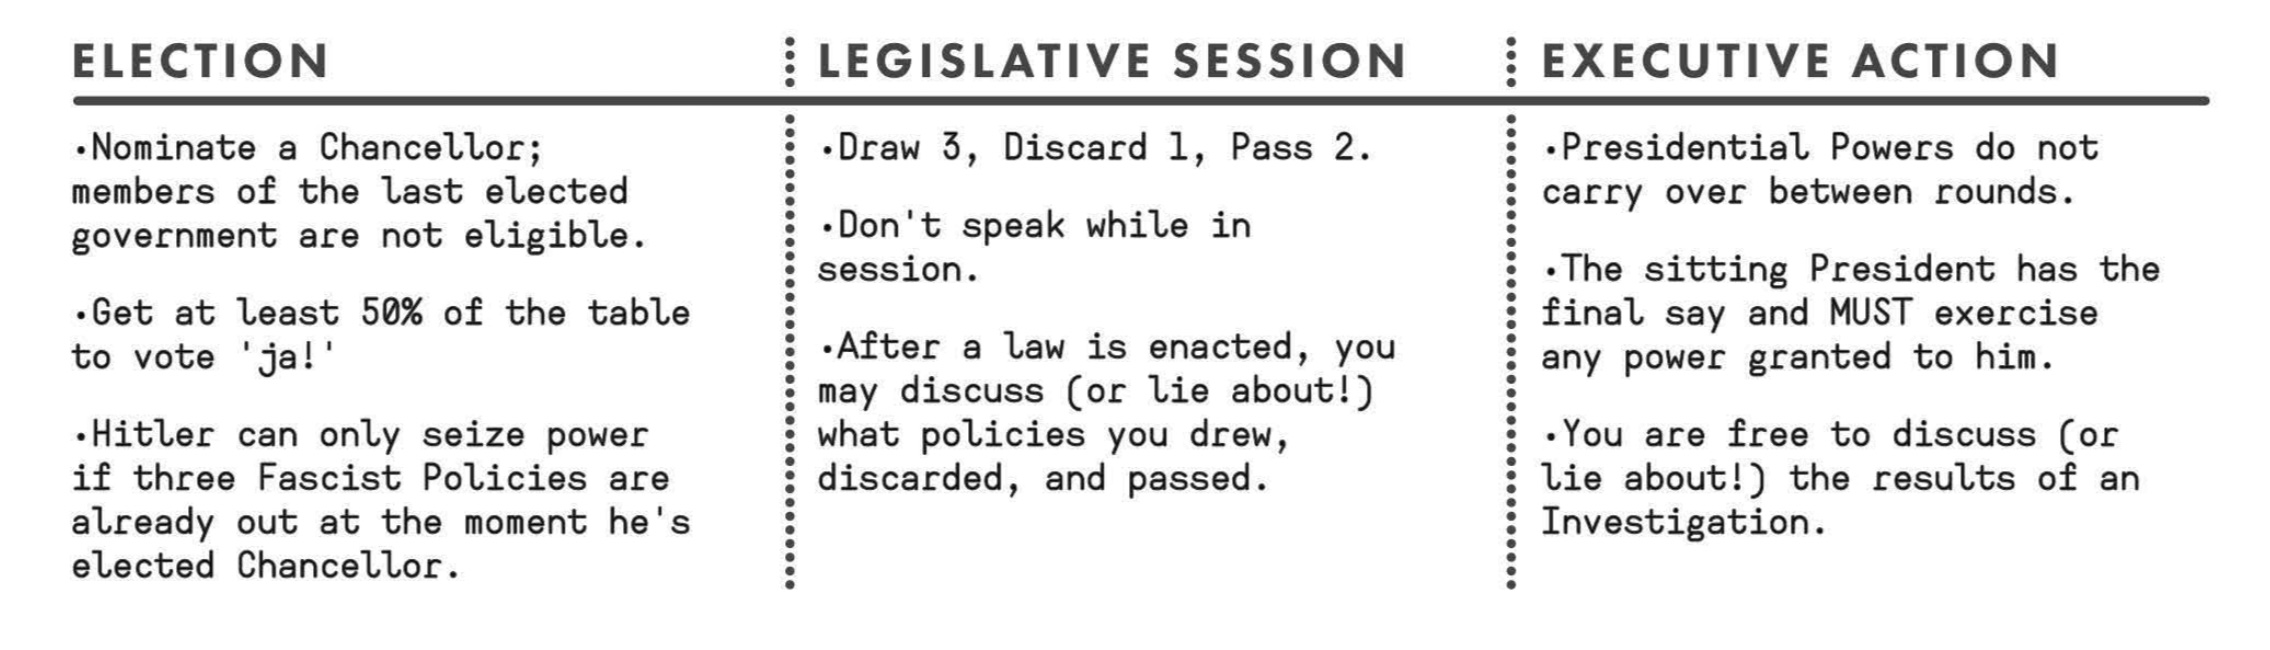 ELECTION
•Nominate a Chancellor;
members of the last elected
government are not eligible.
•Get at least 50% of the table
to vote 'ja!'
•Hitler can only seize power
if three Fascist Policies are
already out at the moment he's
elected Chancellor.
LEGISLATIVE SESSION
•Draw 3, Discard 1, Pass 2.
•Don't speak while in
session.
•After a law is enacted, you
may discuss (or lie about!)
what policies you drew,
discarded, and passed.
EXECUTIVE ACTION
•Presidential Powers do not
carry over between rounds.
•The sitting President has the
final say and MUST exercise
any power granted to him.
•You are free to discuss (or
lie about!) the results of an
Investigation.